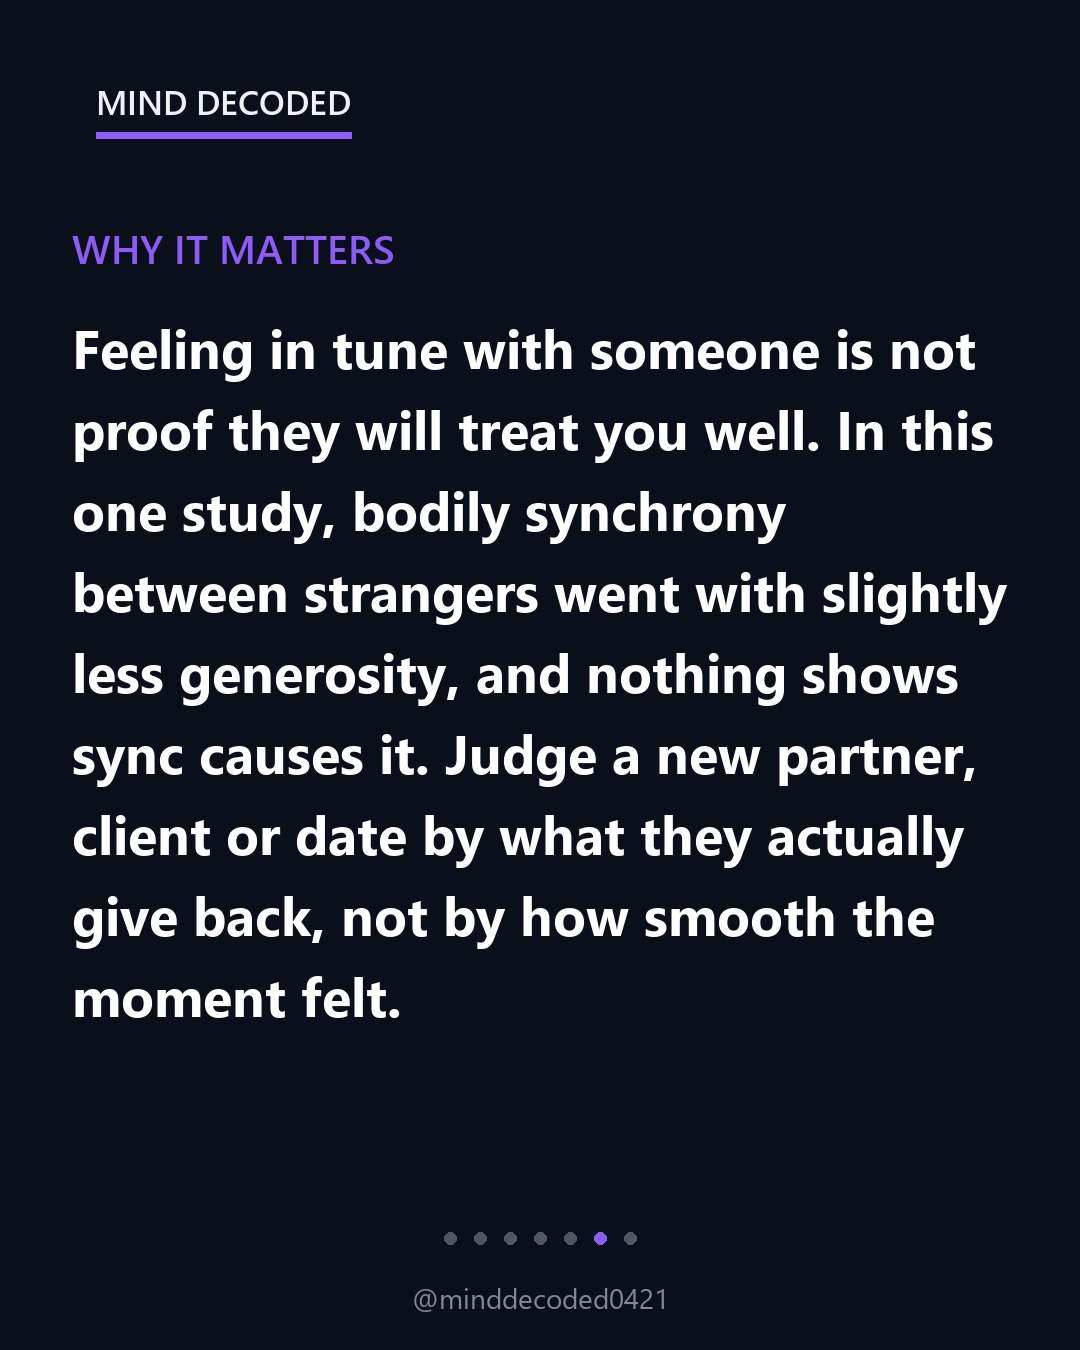 MIND DECODED
WHY IT MATTERS
Feeling in tune with someone is not
proof they will treat you well. In this
one study, bodily synchrony
between strangers went with slightly
less generosity, and nothing shows
sync causes it. Judge a new partner,
client or date by what they actually
give back, not by how smooth the
moment felt.
@minddecoded0421